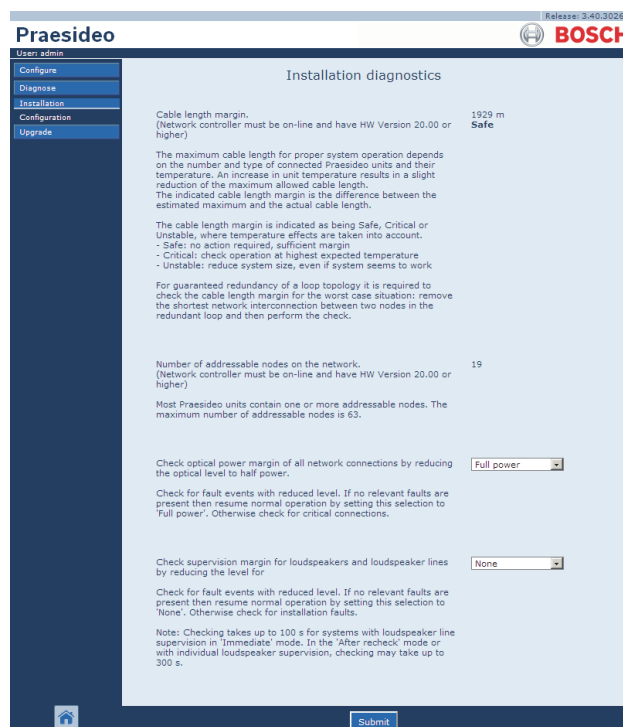 Release: 3.40.3026
Praesideo
BOSCH
User: admin
Configure
Diagnose
Installation
Configuration
Upgrade
Installation diagnostics
Cable length margin.
(Network controller must be on-line and have HW Version 20.00 or
higher)
1929 m
Safe
The maximum cable length for proper system operation depends
on the number and type of connected Praesideo units and their
temperature. An increase in unit temperature results in a slight
reduction of the maximum allowed cable length.
The indicated cable length margin is the difference between the
estimated maximum and the actual cable length.
The cable length margin is indicated as being Safe, Critical or
Unstable, where temperature effects are taken into account.
- Safe: no action required, sufficient margin
- Critical: check operation at highest expected temperature
- Unstable: reduce system size, even if system seems to work
For guaranteed redundancy of a loop topology it is required to
check the cable length margin for the worst case situation: remove
the shortest network interconnection between two nodes in the
redundant loop and then perform the check.
Number of addressable nodes on the network.
(Network controller must be on-line and have HW Version 20.00 or
higher)
19
Most Praesideo units contain one or more addressable nodes. The
maximum number of addressable nodes is 63.
Check optical power margin of all network connections by reducing
the optical level to half power.
Full power
Check for fault events with reduced level. If no relevant faults are
present then resume normal operation by setting this selection to
'Full power'. Otherwise check for critical connections.
Check supervision margin for loudspeakers and loudspeaker lines
by reducing the level for
None
Check for fault events with reduced level. If no relevant faults are
present then resume normal operation by setting this selection to
'None'. Otherwise check for installation faults.
Note: Checking takes up to 100 s for systems with loudspeaker line
supervision in 'Immediate' mode. In the 'After recheck' mode or
with individual loudspeaker supervision, checking may take up to
300 s.
Submit